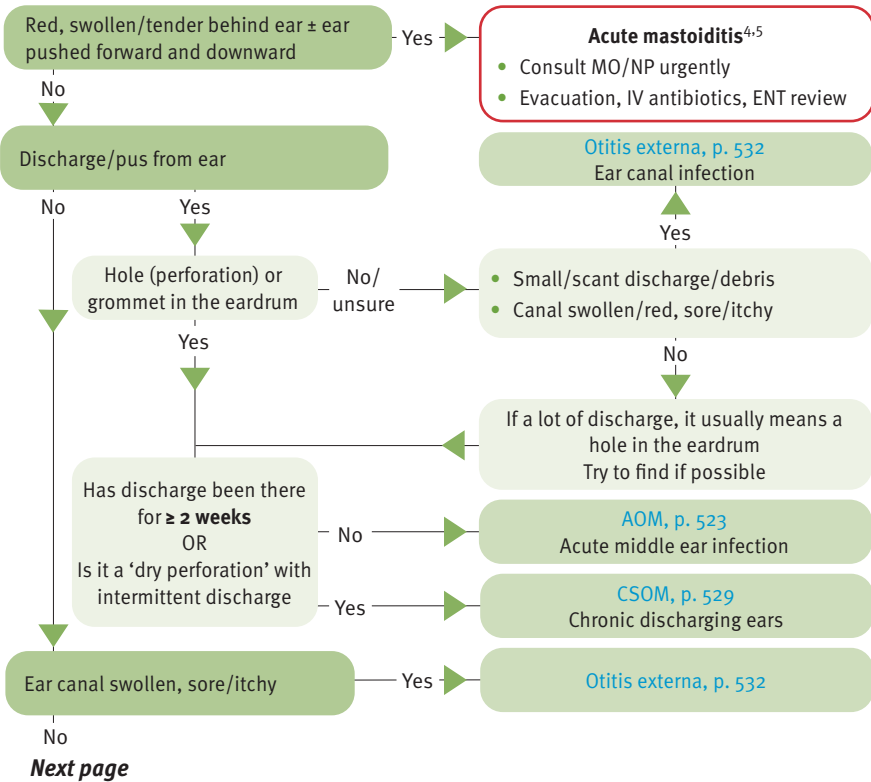 Red, swollen/tender behind ear ± ear
pushed forward and downward
Yes
Acute mastoiditis4,5
• Consult MO/NP urgently
• Evacuation, IV antibiotics, ENT review
No
Discharge/pus from ear
Otitis externa, p. 532
Ear canal infection
No
Yes
Yes
Hole (perforation) or
grommet in the eardrum
No/
unsure
• Small/scant discharge/debris
• Canal swollen/red, sore/itchy
Yes
No
If a lot of discharge, it usually means a
hole in the eardrum
Try to find if possible
Has discharge been there
for ≥ 2 weeks
OR
Is it a ‘dry perforation’ with
intermittent discharge
No
AOM, p. 523
Acute middle ear infection
Yes
CSOM, p. 529
Chronic discharging ears
Ear canal swollen, sore/itchy
Yes
Otitis externa, p. 532
No
Next page